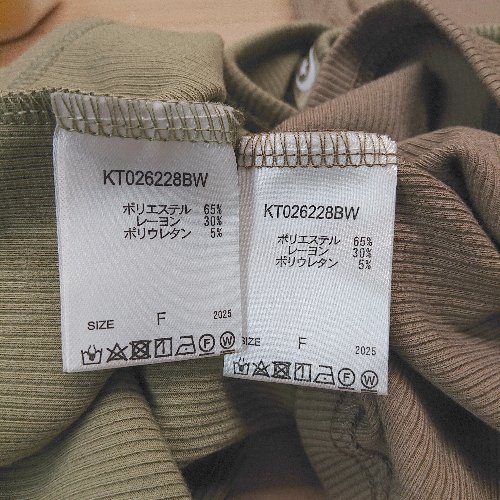 KT026228BW
ポリエステル 65%
レーヨン 30%
ポリウレタン 5%
SIZE F 2025
F W
KT026228BW
ポリエステル 65%
レーヨン 30%
ポリウレタン 5%
SIZE F 2025
F W